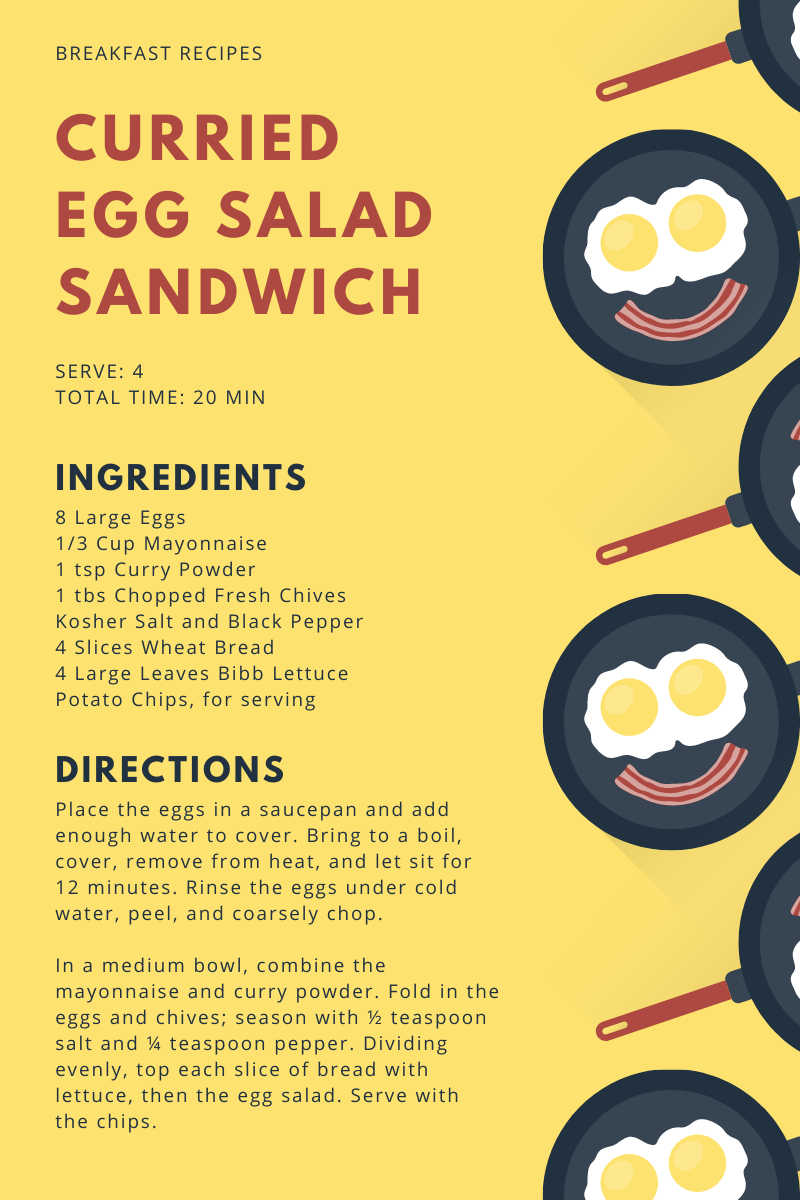 BREAKFAST RECIPES
CURRIED
EGG SALAD
SANDWICH
SERVE: 4
TOTAL TIME: 20 MIN
INGREDIENTS
8 Large Eggs
1/3 Cup Mayonnaise
1 tsp Curry Powder
1 tbs Chopped Fresh Chives
Kosher Salt and Black Pepper
4 Slices Wheat Bread
4 Large Leaves Bibb Lettuce
Potato Chips, for serving
DIRECTIONS
Place the eggs in a saucepan and add
enough water to cover. Bring to a boil,
cover, remove from heat, and let sit for
12 minutes. Rinse the eggs under cold
water, peel, and coarsely chop.
In a medium bowl, combine the
mayonnaise and curry powder. Fold in the
eggs and chives; season with ½ teaspoon
salt and ¼ teaspoon pepper. Dividing
evenly, top each slice of bread with
lettuce, then the egg salad. Serve with
the chips.